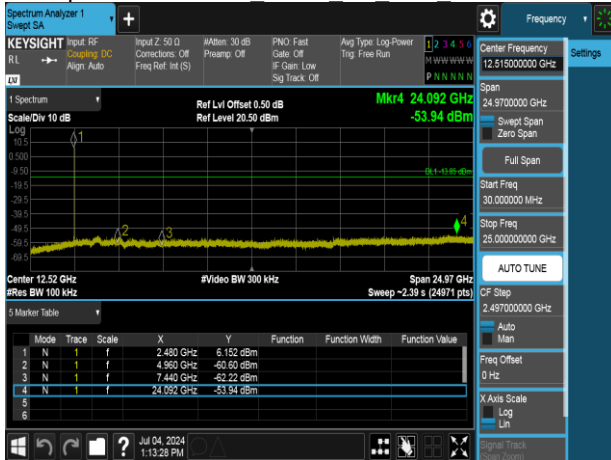 Spectrum Analyzer 1
Swept SA
+
Frequency
KEYSIGHT
RL
LXI
Input: RF
Coupling: DC
Align: Auto
Input Z: 50 Ω
Corrections: Off
Freq Ref: Int (S)
#Atten: 30 dB
Preamp: Off
PNO: Fast
Gate: Off
IF Gain: Low
Sig Track: Off
Avg Type: Log-Power
Trig: Free Run
1 2 3 4 5 6
M W W W W W
P N N N N N
1 Spectrum
Scale/Div 10 dB
Ref Lvl Offset 0.50 dB
Ref Level 20.50 dBm
Mkr4 24.092 GHz
-53.94 dBm
Log
10.5
0.500
-9.50
-19.5
-29.5
-39.5
-49.5
-59.5
-69.5
1
2
3
4
DL1 -13.85 dBm
Center 12.52 GHz
#Res BW 100 kHz
#Video BW 300 kHz
Span 24.97 GHz
Sweep ~2.39 s (24971 pts)
5 Marker Table
Mode Trace Scale X Y Function Function Width Function Value
1 N 1 f 2.480 GHz 6.152 dBm
2 N 1 f 4.960 GHz -60.60 dBm
3 N 1 f 7.440 GHz -62.22 dBm
4 N 1 f 24.092 GHz -53.94 dBm
5
6
?
Jul 04, 2024
1:13:28 PM
Center Frequency
12.515000000 GHz
Settings
Span
24.9700000 GHz
Swept Span
Zero Span
Full Span
Start Freq
30.000000 MHz
Stop Freq
25.000000000 GHz
AUTO TUNE
CF Step
2.497000000 GHz
Auto
Man
Freq Offset
0 Hz
X Axis Scale
Log
Lin
Signal Track
(Span Zoom)